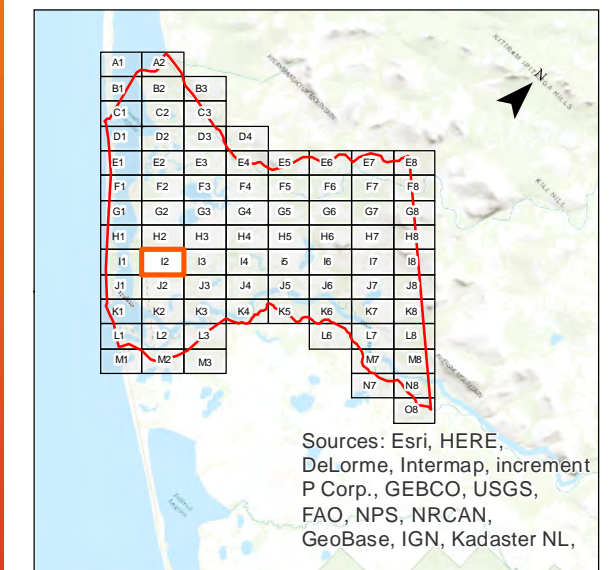 KITIRAM IPIENGA HILLS
N
A1 A2
B1 B2 B3
C1 C2 C3
D1 D2 D3 D4
E1 E2 E3 E4 E5 E6 E7 E8
KILL HILL
F1 F2 F3 F4 F5 F6 F7 F8
G1 G2 G3 G4 G5 G6 G7 G8
H1 H2 H3 H4 H5 H6 H7 H8
I1 I2 I3 I4 I5 I6 I7 I8
J1 J2 J3 J4 J5 J6 J7 J8
K1 K2 K3 K4 K5 K6 K7 K8
L1 L2 L3 L6 L7 L8
M1 M2 M3 M7 M8
N7 N8
O8
Sources: Esri, HERE,
DeLorme, Intermap, increment
P Corp., GEBCO, USGS,
FAO, NPS, NRCAN,
GeoBase, IGN, Kadaster NL,